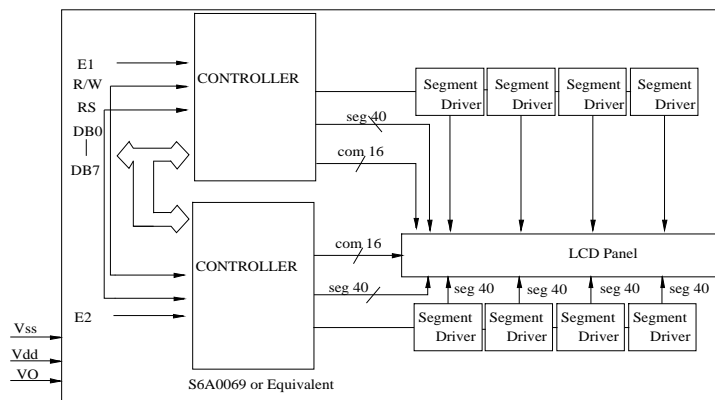 E1
R/W
RS
DB0
DB7
CONTROLLER
seg 40
com 16
Segment Driver
Segment Driver
Segment Driver
Segment Driver
CONTROLLER
com 16
seg 40
LCD Panel
seg 40
seg 40
seg 40
seg 40
Segment Driver
Segment Driver
Segment Driver
Segment Driver
E2
Vss
Vdd
VO
S6A0069 or Equivalent